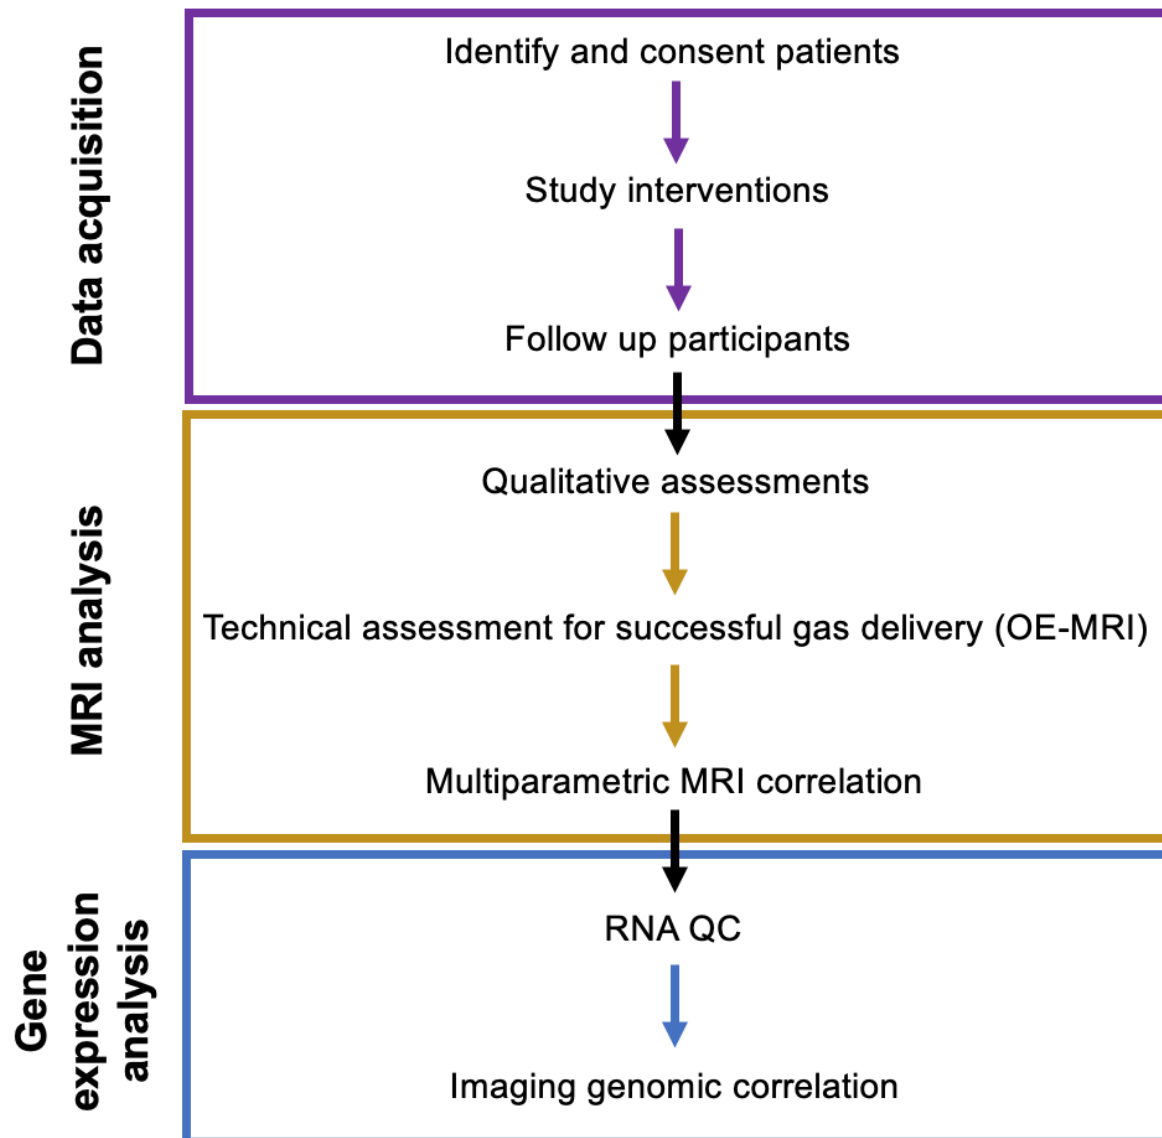 Data acquisition
Identify and consent patients
Study interventions
Follow up participants
MRI analysis
Qualitative assessments
Technical assessment for successful gas delivery (OE-MRI)
Multiparametric MRI correlation
Gene
expression
analysis
RNA QC
Imaging genomic correlation